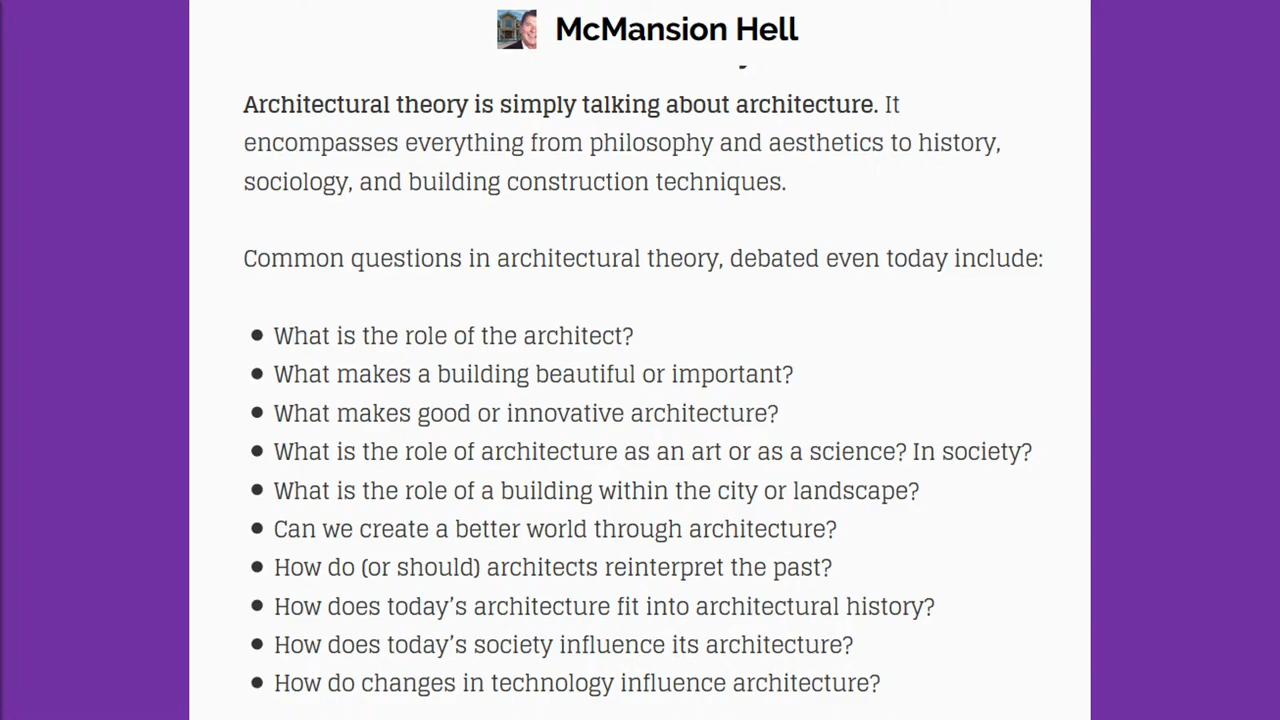 McMansion Hell
Architectural theory is simply talking about architecture. It
encompasses everything from philosophy and aesthetics to history,
sociology, and building construction techniques.
Common questions in architectural theory, debated even today include:
● What is the role of the architect?
● What makes a building beautiful or important?
● What makes good or innovative architecture?
● What is the role of architecture as an art or as a science? In society?
● What is the role of a building within the city or landscape?
● Can we create a better world through architecture?
● How do (or should) architects reinterpret the past?
● How does today’s architecture fit into architectural history?
● How does today’s society influence its architecture?
● How do changes in technology influence architecture?